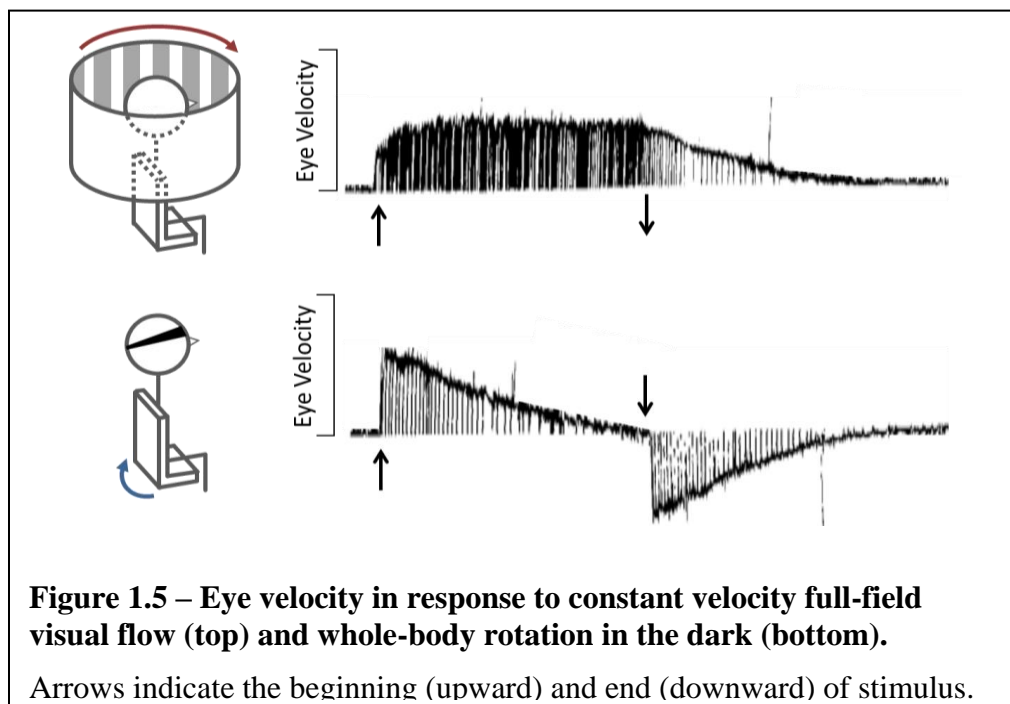 Eye Velocity
Eye Velocity
Figure 1.5 – Eye velocity in response to constant velocity full-field
visual flow (top) and whole-body rotation in the dark (bottom).
Arrows indicate the beginning (upward) and end (downward) of stimulus.